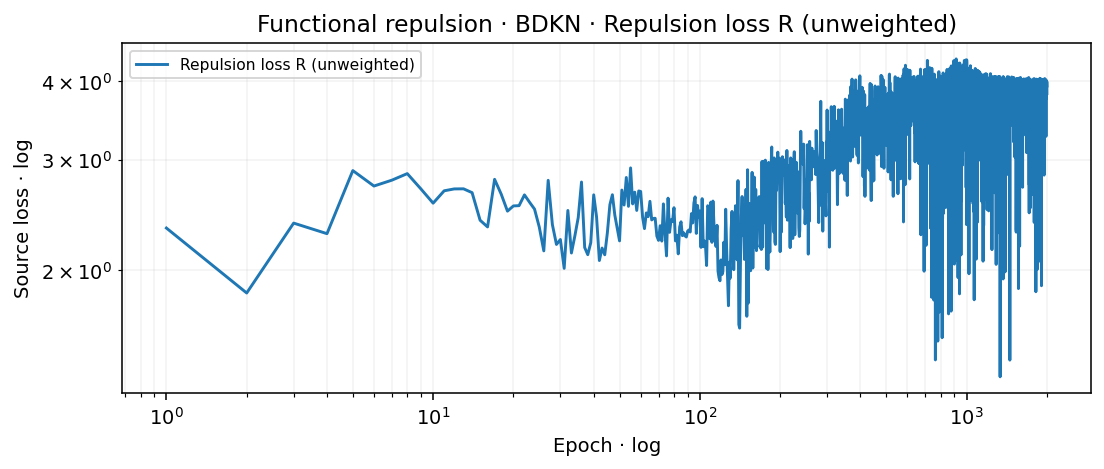 Functional repulsion · BDKN · Repulsion loss R (unweighted)
Repulsion loss R (unweighted)
4 × 10⁰
3 × 10⁰
2 × 10⁰
Source loss · log
10⁰ 10¹ 10² 10³
Epoch · log